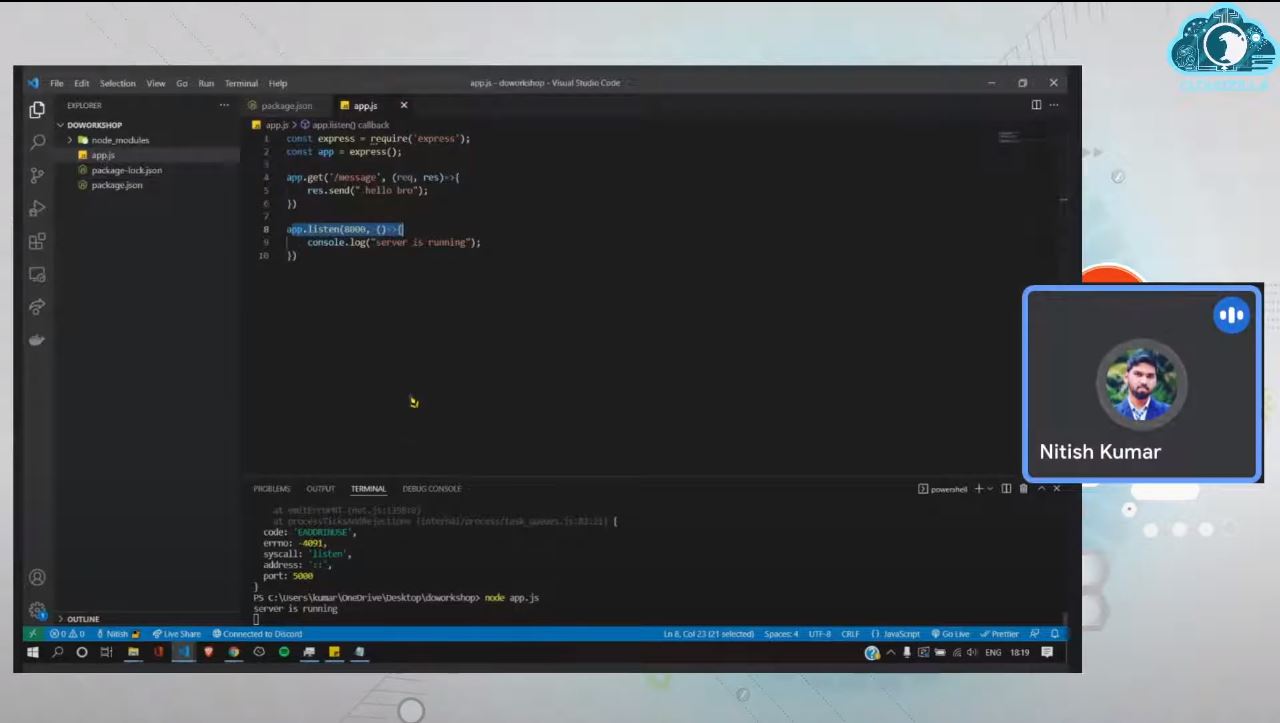 File Edit Selection View Go Run Terminal Help
app.js - doworkshop - Visual Studio Code
EXPLORER
package.json
app.js
DOWORKSHOP
node_modules
app.js
package-lock.json
package.json
app.js > app.listen() callback
1 const express = require('express');
2 const app = express();
3
4 app.get('/message', (req, res)=>{
5 res.send(" hello bro");
6 })
7
8 app.listen(8000, ()=>{
9 console.log("server is running");
10 })
Nitish Kumar
PROBLEMS OUTPUT TERMINAL DEBUG CONSOLE
powershell
at emitErrorNT (net.js:1358:8)
at processTicksAndRejections (internal/process/task_queues.js:83:21) {
code: 'EADDRINUSE',
errno: -4091,
syscall: 'listen',
address: '::',
port: 5000
}
PS C:\Users\kumar\OneDrive\Desktop\doworkshop> node app.js
server is running
OUTLINE
0 0 Nitish Live Share Connected to Discord
Ln 8, Col 23 (21 selected) Spaces: 4 UTF-8 CRLF {} JavaScript Go Live Prettier
ENG 18:19